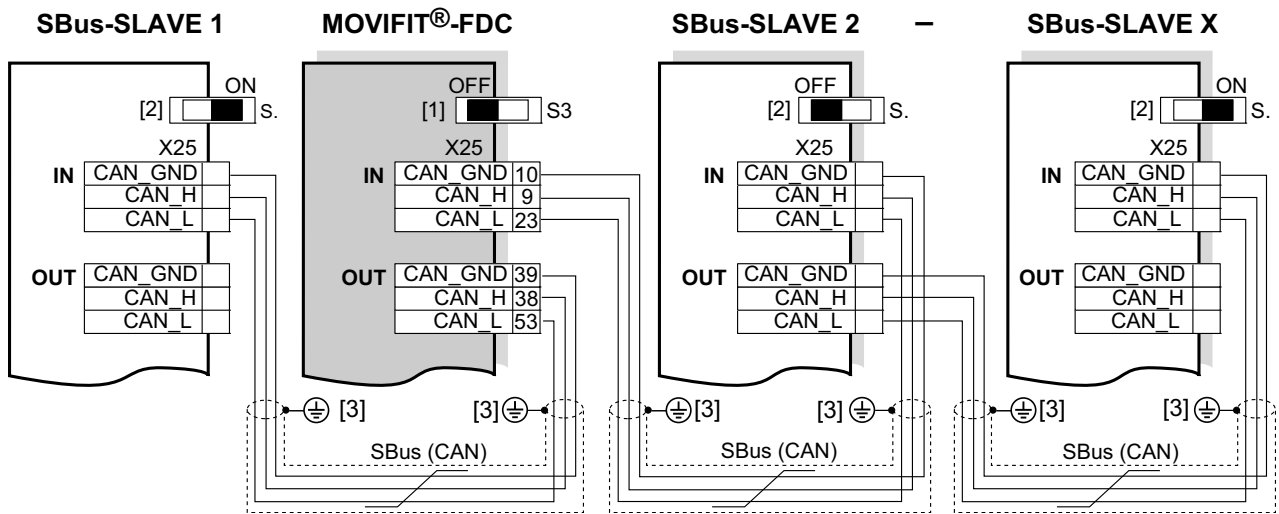 SBus-SLAVE 1 MOVIFIT®-FDC SBus-SLAVE 2 – SBus-SLAVE X
ON OFF OFF ON
[2] S. [1] S3 [2] S. [2] S.
X25 X25 X25 X25
IN CAN_GND IN CAN_GND 10 IN CAN_GND IN CAN_GND
CAN_H CAN_H 9 CAN_H CAN_H
CAN_L CAN_L 23 CAN_L CAN_L
OUT CAN_GND OUT CAN_GND 39 OUT CAN_GND OUT CAN_GND
CAN_H CAN_H 38 CAN_H CAN_H
CAN_L CAN_L 53 CAN_L CAN_L
[3] [3] [3] [3] [3] [3]
SBus (CAN) SBus (CAN) SBus (CAN)